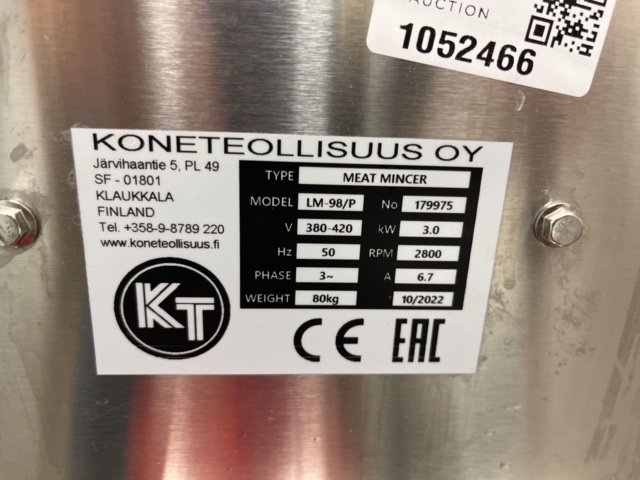 AUCTION
1052466
KONETEOLLISUUS OY
Järvihaantie 5, PL 49
SF - 01801
KLAUKKALA
FINLAND
Tel. +358-9-8789 220
www.koneteollisuus.fi
KT
TYPE MEAT MINCER
MODEL LM-98/P No 179975
V 380-420 kW 3.0
Hz 50 RPM 2800
PHASE 3~ A 6.7
WEIGHT 80kg 10/2022
CE EAC